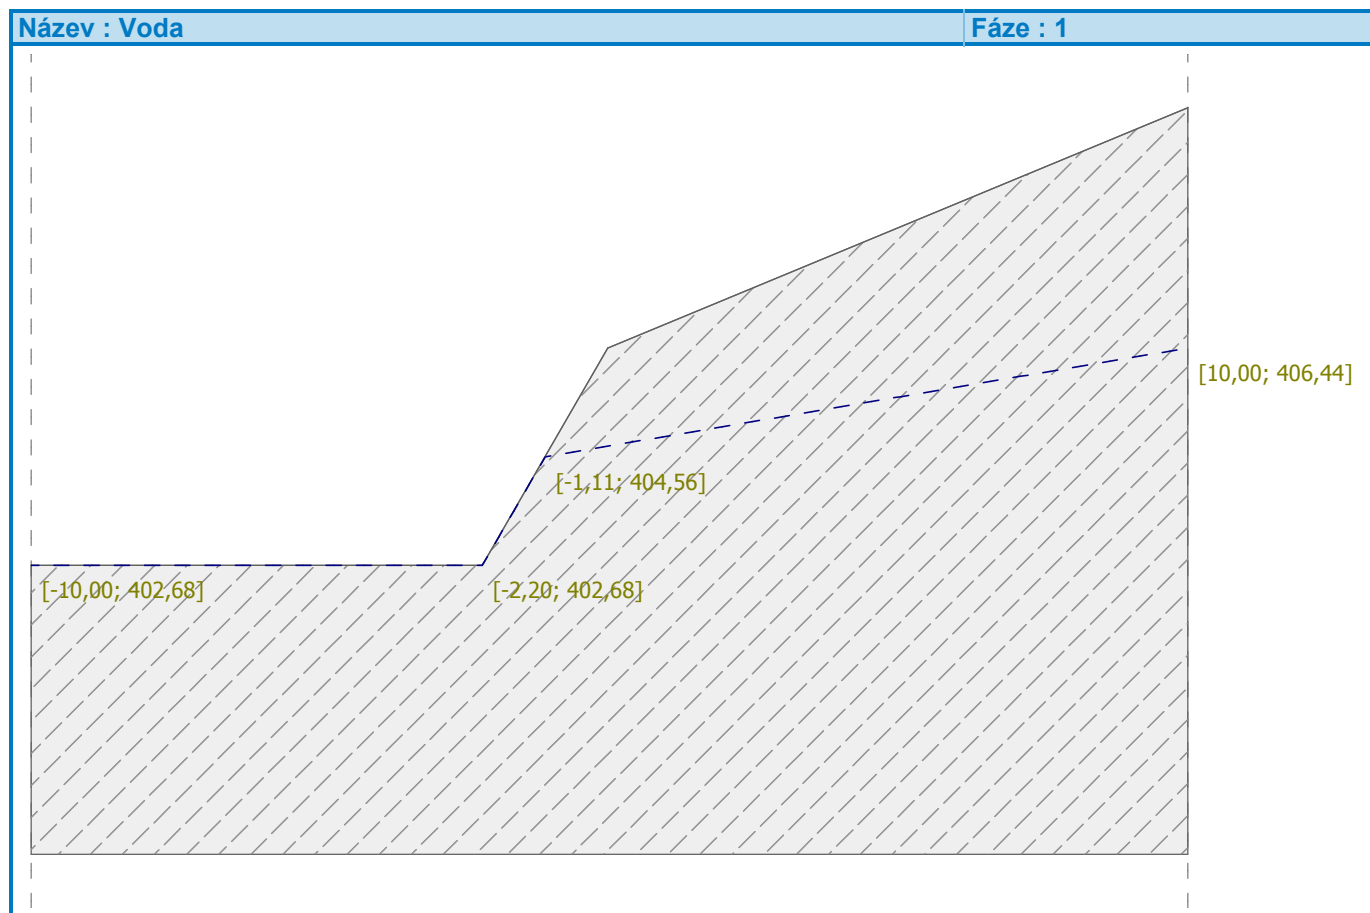 Název : Voda
Fáze : 1
[10,00; 406,44]
[-1,11; 404,56]
[-10,00; 402,68]
[-2,20; 402,68]